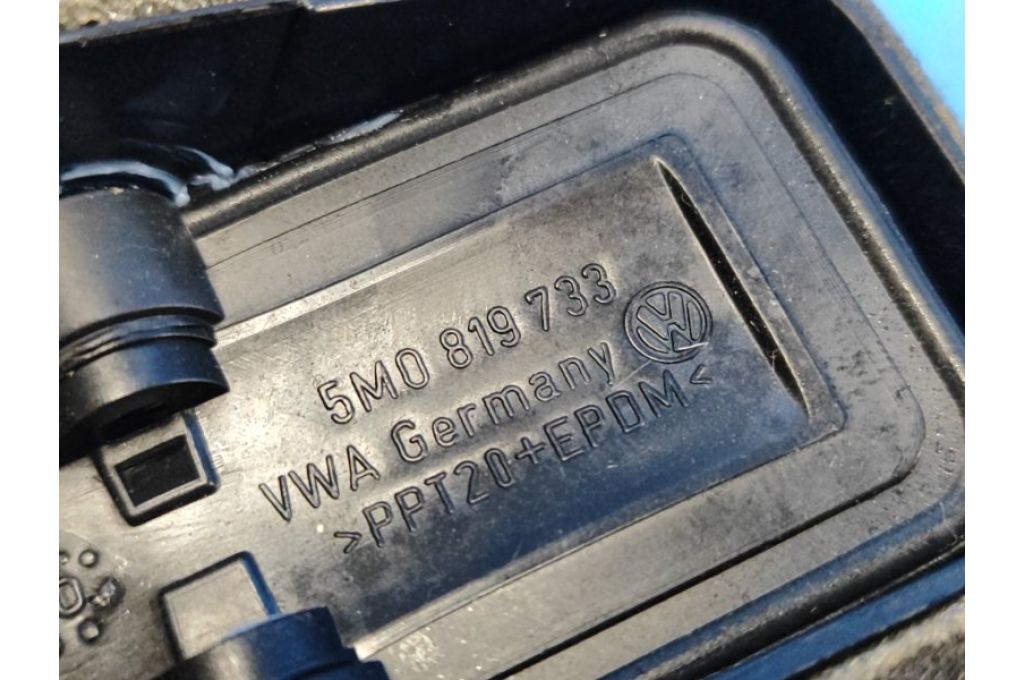 5M0 819 733
VWA Germany
>PPT20+EPDM<